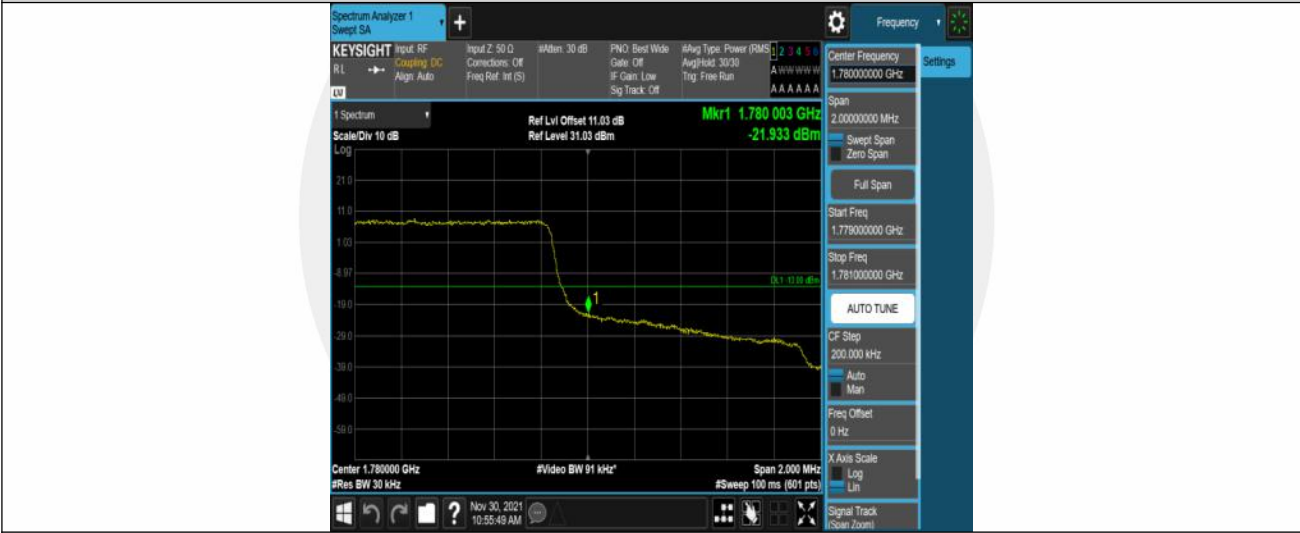 Spectrum Analyzer 1
Swept SA
+
Frequency
KEYSIGHT
RL
Input: RF
Coupling: DC
Align: Auto
Input Z: 50 Ω
Corrections: Off
Freq Ref: Int (S)
#Atten: 30 dB
PNO: Best Wide
Gate: Off
IF Gain: Low
Sig Track: Off
#Avg Type: Power (RMS
Avg|Hold: 30/30
Trig: Free Run
1 2 3 4 5 6
A W W W W W
A A A A A A
1 Spectrum
Scale/Div 10 dB
Log
Ref Lvl Offset 11.03 dB
Ref Level 31.03 dBm
Mkr1 1.780 003 GHz
-21.933 dBm
21.0
11.0
1.03
-8.97
-19.0
-29.0
-39.0
-49.0
-59.0
DL1 -13.00 dBm
1
Center 1.780000 GHz
#Res BW 30 kHz
#Video BW 91 kHz*
Span 2.000 MHz
#Sweep 100 ms (601 pts)
?
Nov 30, 2021
10:55:49 AM
Center Frequency
1.780000000 GHz
Settings
Span
2.00000000 MHz
Swept Span
Zero Span
Full Span
Start Freq
1.779000000 GHz
Stop Freq
1.781000000 GHz
AUTO TUNE
CF Step
200.000 kHz
Auto
Man
Freq Offset
0 Hz
X Axis Scale
Log
Lin
Signal Track
(Span Zoom)